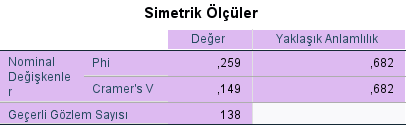 Simetrik Ölçüler
Değer Yaklaşık Anlamlılık
Nominal Değişkenle r Phi ,259 ,682
Cramer's V ,149 ,682
Geçerli Gözlem Sayısı 138